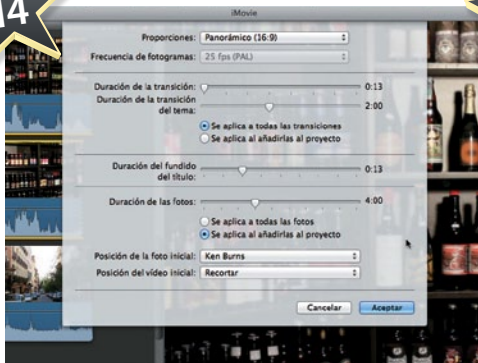 14
iMovie
Proporciones: Panorámico (16:9)
Frecuencia de fotogramas: 25 fps (PAL)
Duración de la transición: 0:13
Duración de la transición
del tema: 2:00
Se aplica a todas las transiciones
Se aplica al añadirlas al proyecto
Duración del fundido
del título: 0:13
Duración de las fotos: 4:00
Se aplica a todas las fotos
Se aplica al añadirlas al proyecto
Posición de la foto inicial: Ken Burns
Posición del vídeo inicial: Recortar
Cancelar Aceptar